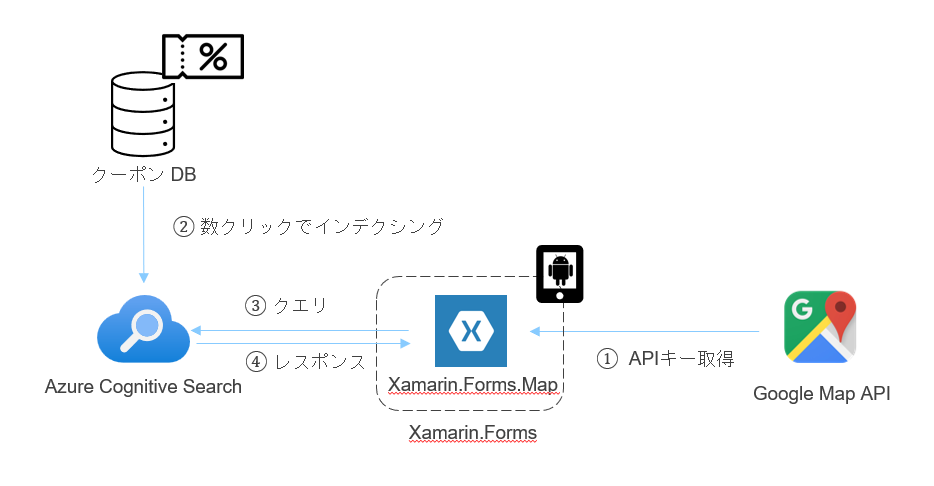 %
クーポン DB
② 数クリックでインデクシング
③ クエリ
④ レスポンス
Azure Cognitive Search
Xamarin.Forms.Map
Xamarin.Forms
① APIキー取得
G
Google Map API